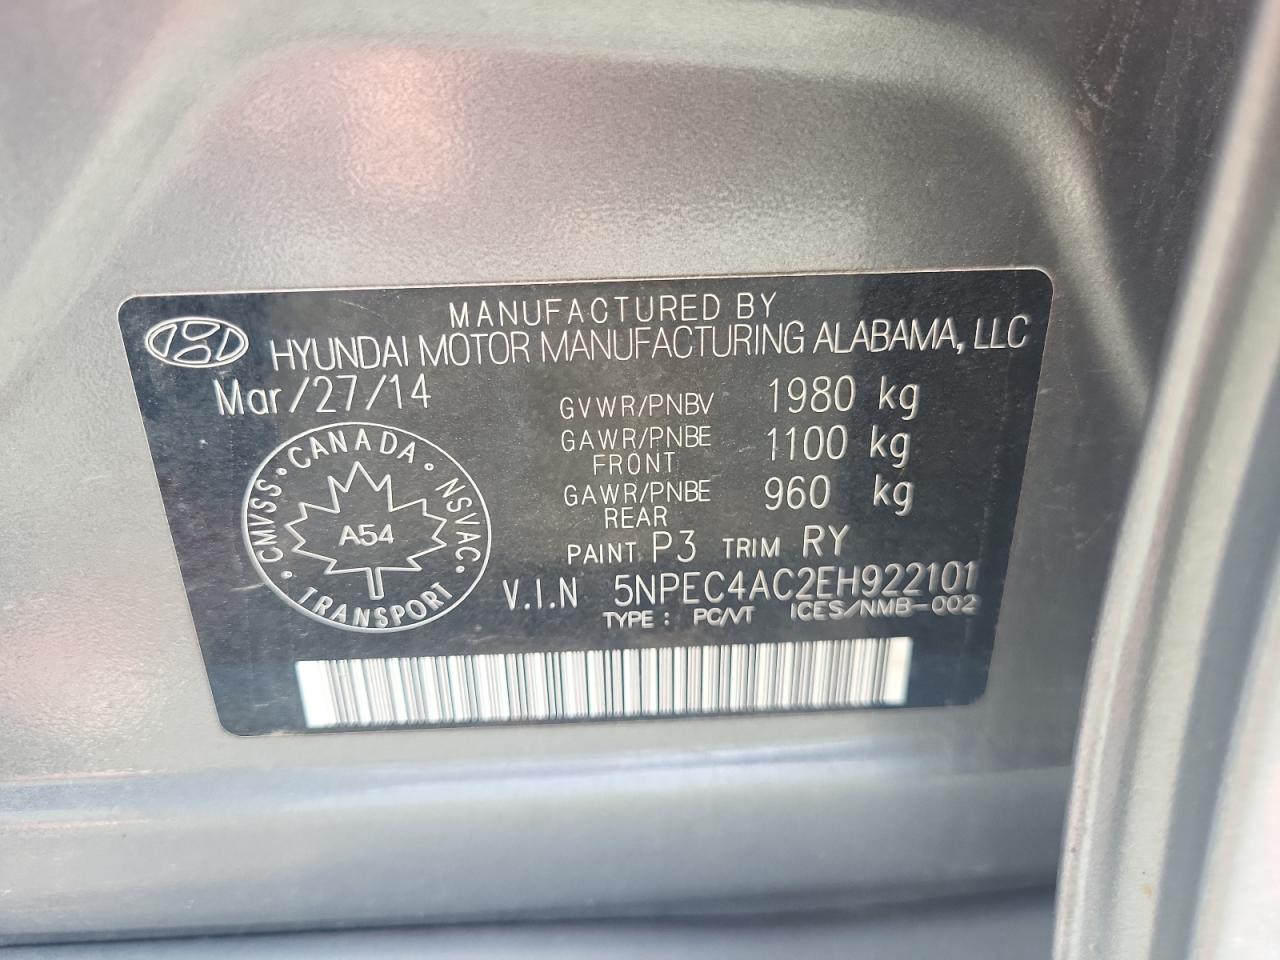 MANUFACTURED BY
HYUNDAI MOTOR MANUFACTURING ALABAMA, LLC
Mar/27/14
GVWR/PNBV 1980 kg
GAWR/PNBE 1100 kg
FRONT
GAWR/PNBE 960 kg
REAR
PAINT P3 TRIM RY
V.I.N 5NPEC4AC2EH922101
TYPE : PC/VT ICES/NMB-002
CANADA · NSVAC · TRANSPORT · CMVSS ·
A54